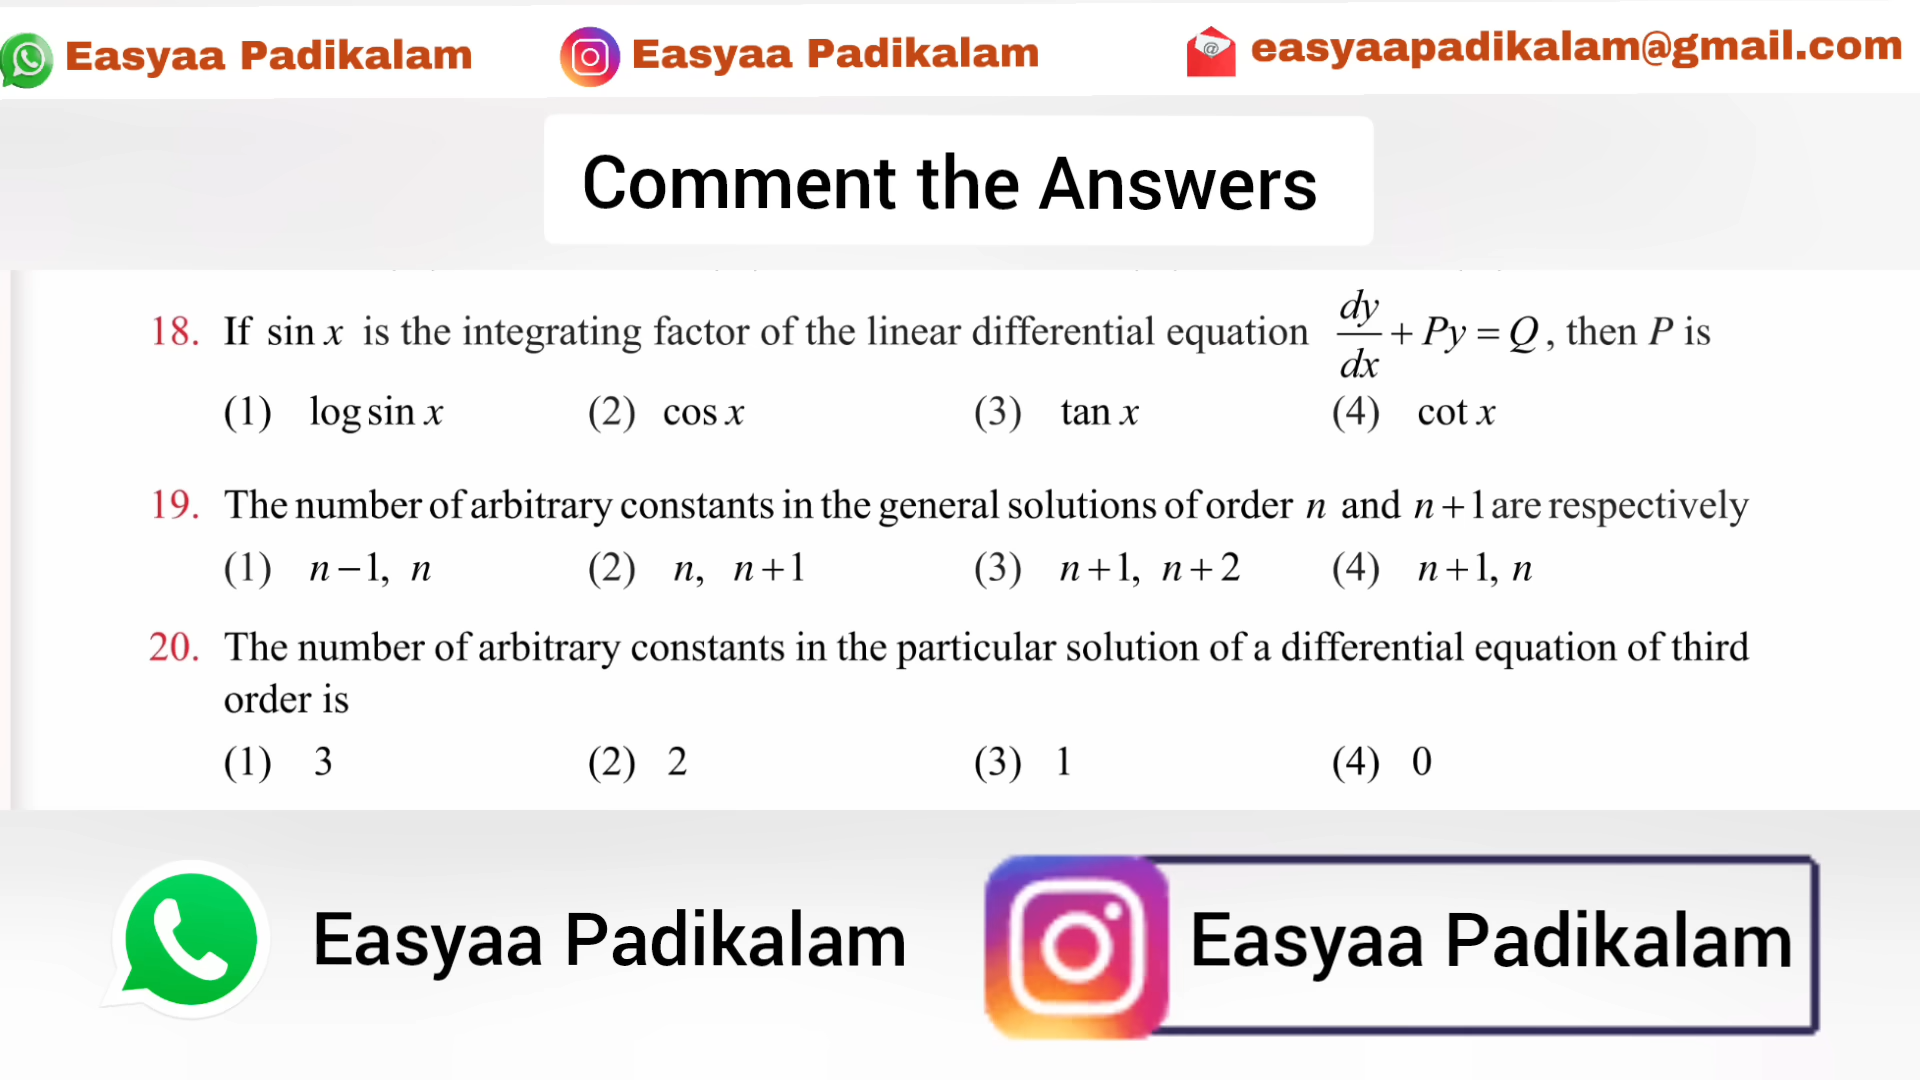 Easyaa Padikalam Easyaa Padikalam easyaapadikalam@gmail.com
Comment the Answers
18. If sin x is the integrating factor of the linear differential equation dy/dx + Py = Q, then P is
(1) log sin x (2) cos x (3) tan x (4) cot x
19. The number of arbitrary constants in the general solutions of order n and n+1 are respectively
(1) n−1, n (2) n, n+1 (3) n+1, n+2 (4) n+1, n
20. The number of arbitrary constants in the particular solution of a differential equation of third
order is
(1) 3 (2) 2 (3) 1 (4) 0
Easyaa Padikalam Easyaa Padikalam